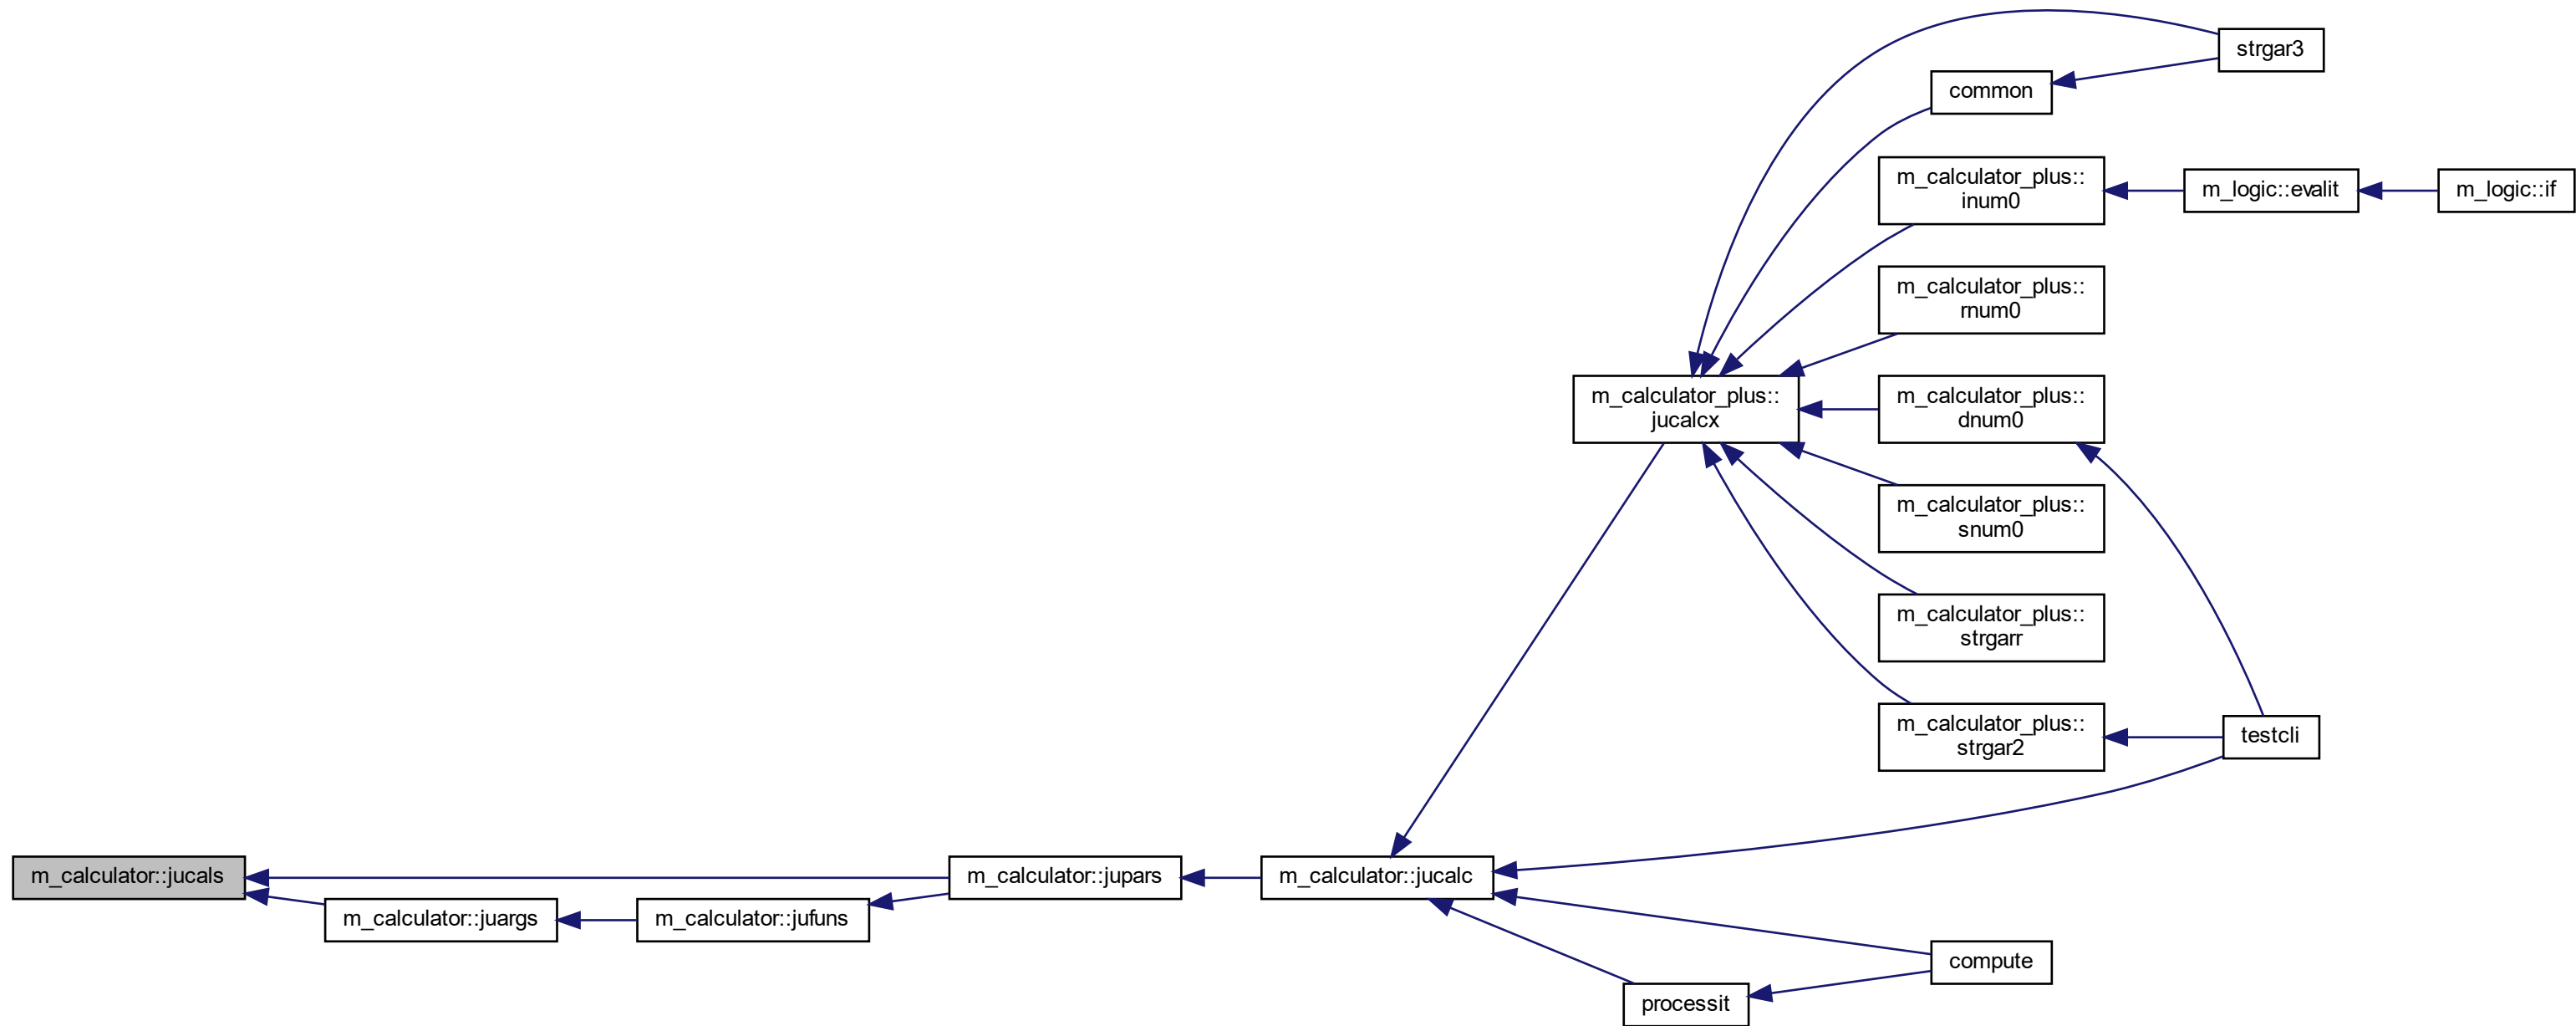 strgar3
common
m_calculator_plus::
inum0
m_logic::evalit
m_logic::if
m_calculator_plus::
rnum0
m_calculator_plus::
jucalcx
m_calculator_plus::
dnum0
m_calculator_plus::
snum0
m_calculator_plus::
strgarr
m_calculator_plus::
strgar2
testcli
m_calculator::jucals
m_calculator::jupars
m_calculator::jucalc
m_calculator::juargs
m_calculator::jufuns
compute
processit